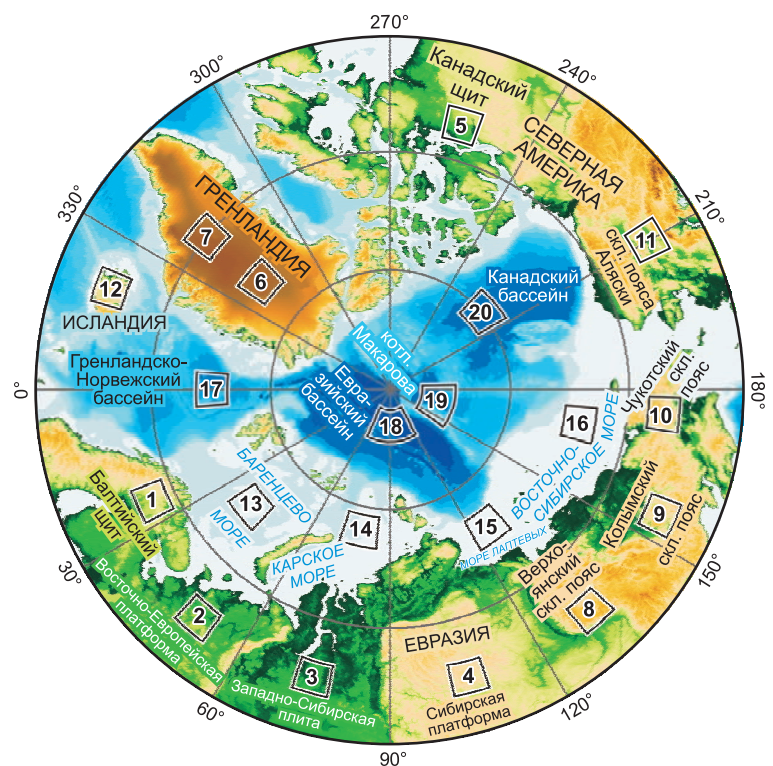 270°
300°
240°
Канадский
щит
5
СЕВЕРНАЯ
АМЕРИКА
330°
210°
ГРЕНЛАНДИЯ
7
6
11
скл. пояса
Аляски
12
ИСЛАНДИЯ
Канадский
бассейн
20
котл.
Макарова
Гренландско-
Норвежский
бассейн
17
Евра-
зийский
бассейн
18
19
0°
180°
Чукотский
скл.
пояс
10
16
ВОСТОЧНО-
СИБИРСКОЕ МОРЕ
Балтийский
щит
1
БАРЕНЦЕВО
МОРЕ
13
14
КАРСКОЕ
МОРЕ
15
МОРЕ ЛАПТЕВЫХ
Колымский
скл. пояс
9
Верхо-
янский
скл. пояс
8
30°
150°
Восточно-Европейская
платформа
2
3
Западно-Сибирская
плита
ЕВРАЗИЯ
4
Сибирская
платформа
60°
120°
90°